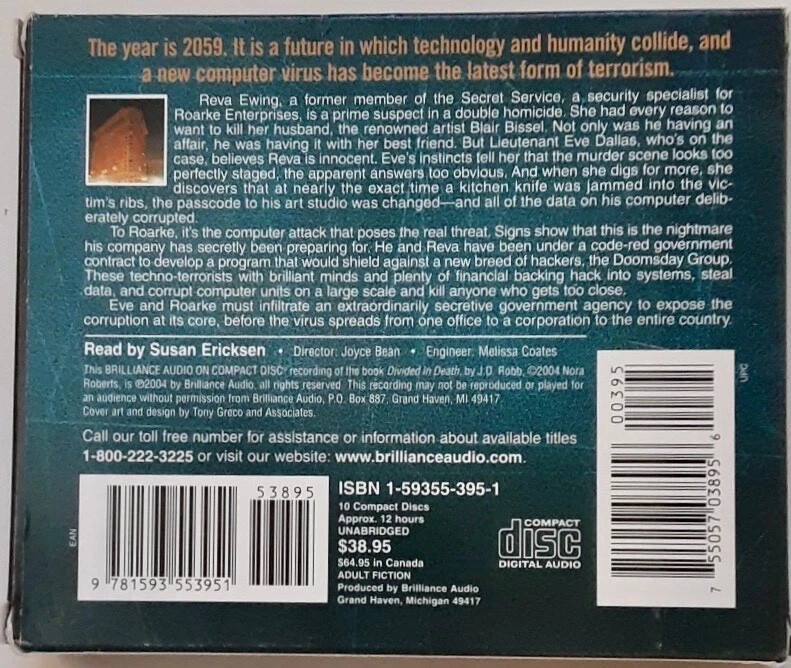 The year is 2059. It is a future in which technology and humanity collide, and
a new computer virus has become the latest form of terrorism.
Reva Ewing, a former member of the Secret Service, a security specialist for
Roarke Enterprises, is a prime suspect in a double homicide. She had every reason to
want to kill her husband, the renowned artist Blair Bissel. Not only was he having an
affair, he was having it with her best friend. But Lieutenant Eve Dallas, who's on the
case, believes Reva is innocent. Eve's instincts tell her that the murder scene looks too
perfectly staged, the apparent answers too obvious. And when she digs for more, she
discovers that at nearly the exact time a kitchen knife was jammed into the vic-
tim's ribs, the passcode to his art studio was changed—and all of the data on his computer delib-
erately corrupted.
To Roarke, it's the computer attack that poses the real threat. Signs show that this is the nightmare
his company has secretly been preparing for. He and Reva have been under a code-red government
contract to develop a program that would shield against a new breed of hackers, the Doomsday Group.
These techno-terrorists with brilliant minds and plenty of financial backing hack into systems, steal
data, and corrupt computer units on a large scale and kill anyone who gets too close.
Eve and Roarke must infiltrate an extraordinarily secretive government agency to expose the
corruption at its core, before the virus spreads from one office to a corporation to the entire country.
Read by Susan Ericksen • Director: Joyce Bean • Engineer: Melissa Coates
This BRILLIANCE AUDIO ON COMPACT DISC® recording of the book Divided in Death, by J.D. Robb, ©2004 Nora
Roberts, is ℗2004 by Brilliance Audio, all rights reserved. This recording may not be reproduced or played for
an audience without permission from Brilliance Audio, P.O. Box 887, Grand Haven, MI 49417.
Cover art and design by Tony Greco and Associates.
Call our toll free number for assistance or information about available titles
1-800-222-3225 or visit our website: www.brillianceaudio.com.
EAN
53895
9 781593 553951
ISBN 1-59355-395-1
10 Compact Discs
Approx. 12 hours
UNABRIDGED
$38.95
$64.95 in Canada
ADULT FICTION
Produced by Brilliance Audio
Grand Haven, Michigan 49417
COMPACT
disc
DIGITAL AUDIO
UPC
00395
7 55057 03895 6